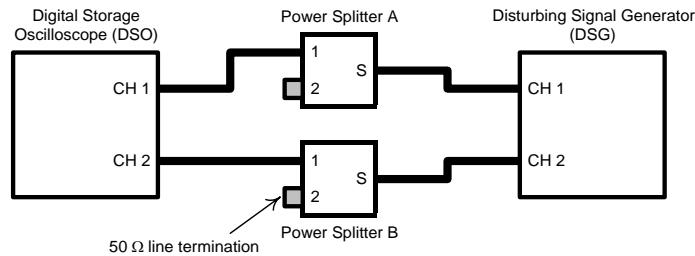 Digital Storage
Oscilloscope (DSO)
Power Splitter A
Disturbing Signal Generator
(DSG)
CH 1
CH 2
1
2
S
1
2
S
CH 1
CH 2
50 Ω line termination
Power Splitter B